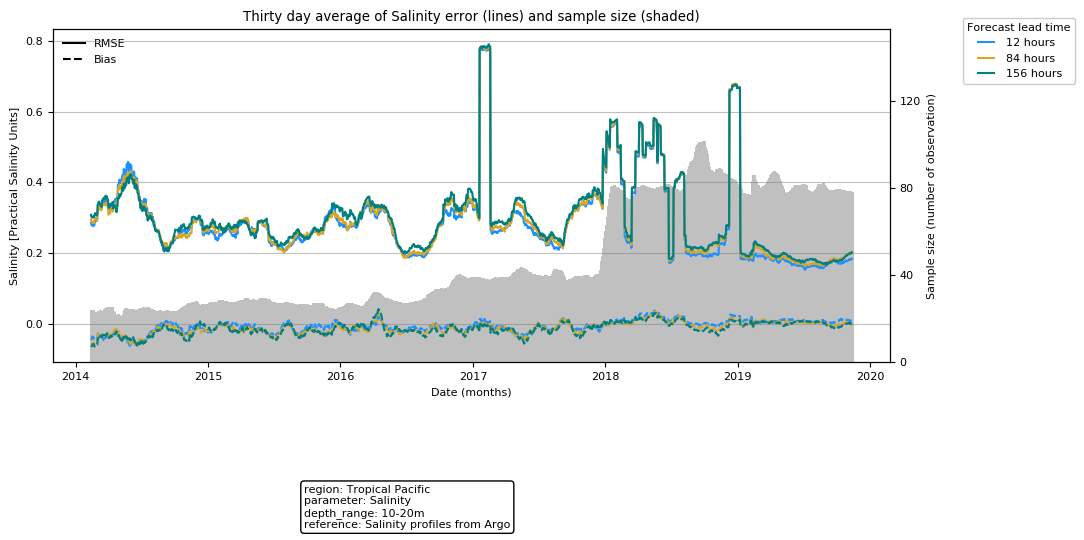 Thirty day average of Salinity error (lines) and sample size (shaded)
Forecast lead time
12 hours
84 hours
156 hours
RMSE
Bias
Salinity [Practical Salinity Units]
0.8
0.6
0.4
0.2
0.0
120
80
40
0
Sample size (number of observation)
2014 2015 2016 2017 2018 2019 2020
Date (months)
region: Tropical Pacific
parameter: Salinity
depth_range: 10-20m
reference: Salinity profiles from Argo